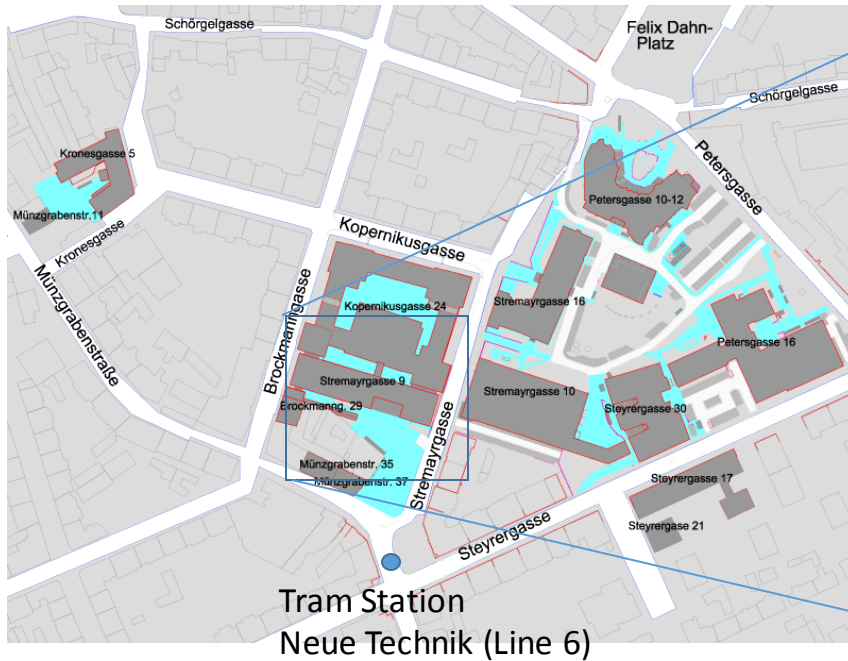 Schörgelgasse
Felix Dahn-
Platz
Schörgelgasse
Petersgasse
Kronesgasse 5
Münzgrabenstr.11
Kronesgasse
Münzgrabenstraße
Petersgasse 10-12
Kopernikusgasse
Brockmanngasse
Kopernikusgasse 24
Stremayrgasse 16
Stremayrgasse 9
Petersgasse 16
Brockmanng. 29
Stremayrgasse 10
Steyrergasse 30
Stremayrgasse
Münzgrabenstr. 35
Münzgrabenstr. 37
Steyrergasse 17
Steyrergase 21
Steyrergasse
Tram Station
Neue Technik (Line 6)